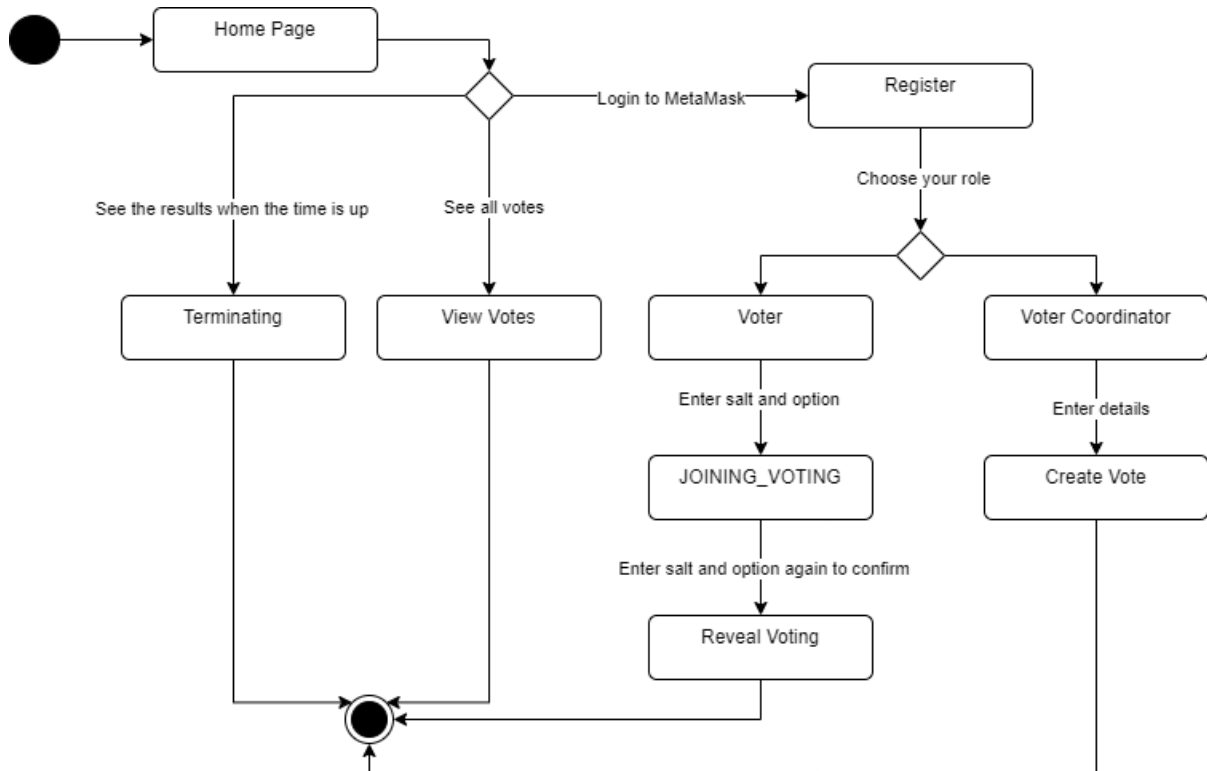 Home Page
Register
Login to MetaMask
Choose your role
See the results when the time is up
See all votes
Terminating
View Votes
Voter
Voter Coordinator
Enter salt and option
Enter details
JOINING_VOTING
Create Vote
Enter salt and option again to confirm
Reveal Voting